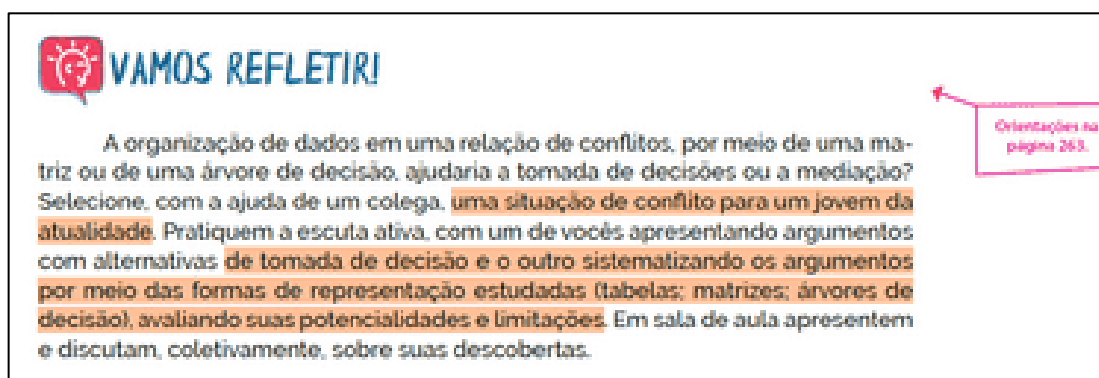 VAMOS REFLETIR!
A organização de dados em uma relação de conflitos, por meio de uma ma-
triz ou de uma árvore de decisão, ajudaria a tomada de decisões ou a mediação?
Selecione, com a ajuda de um colega, uma situação de conflito para um jovem da
atualidade. Pratiquem a escuta ativa, com um de vocês apresentando argumentos
com alternativas de tomada de decisão e o outro sistematizando os argumentos
por meio das formas de representação estudadas (tabelas; matrizes; árvores de
decisão), avaliando suas potencialidades e limitações. Em sala de aula apresentem
e discutam, coletivamente, sobre suas descobertas.
Orientações na
página 263.